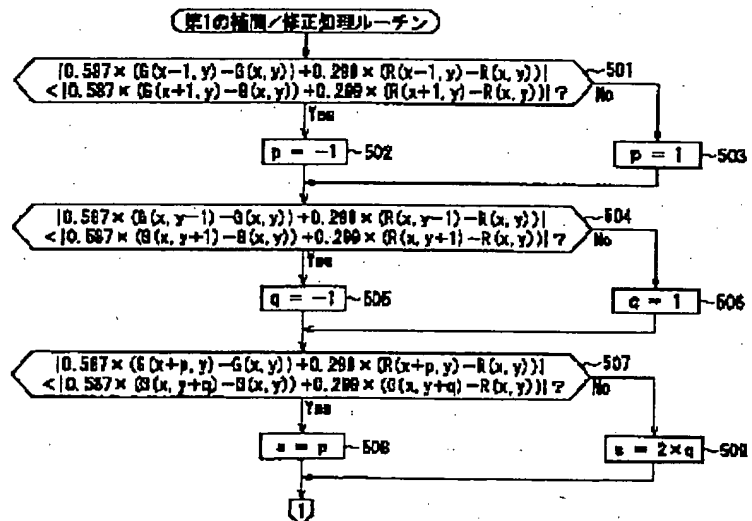 第1の補間/修正処理ルーチン
|0.587×(G(x-1,y)-G(x,y))+0.299×(R(x-1,y)-R(x,y))|
<|0.587×(G(x+1,y)-G(x,y))+0.299×(R(x+1,y)-R(x,y))|?
501
No
Yes
p = -1
502
p = 1
503
|0.587×(G(x,y-1)-G(x,y))+0.299×(R(x,y-1)-R(x,y))|
<|0.587×(G(x,y+1)-G(x,y))+0.299×(R(x,y+1)-R(x,y))|?
504
No
Yes
q = -1
505
q = 1
506
|0.587×(G(x+p,y)-G(x,y))+0.299×(R(x+p,y)-R(x,y))|
<|0.587×(G(x,y+q)-G(x,y))+0.299×(G(x,y+q)-R(x,y))|?
507
No
Yes
s = p
508
s = 2×q
509
1